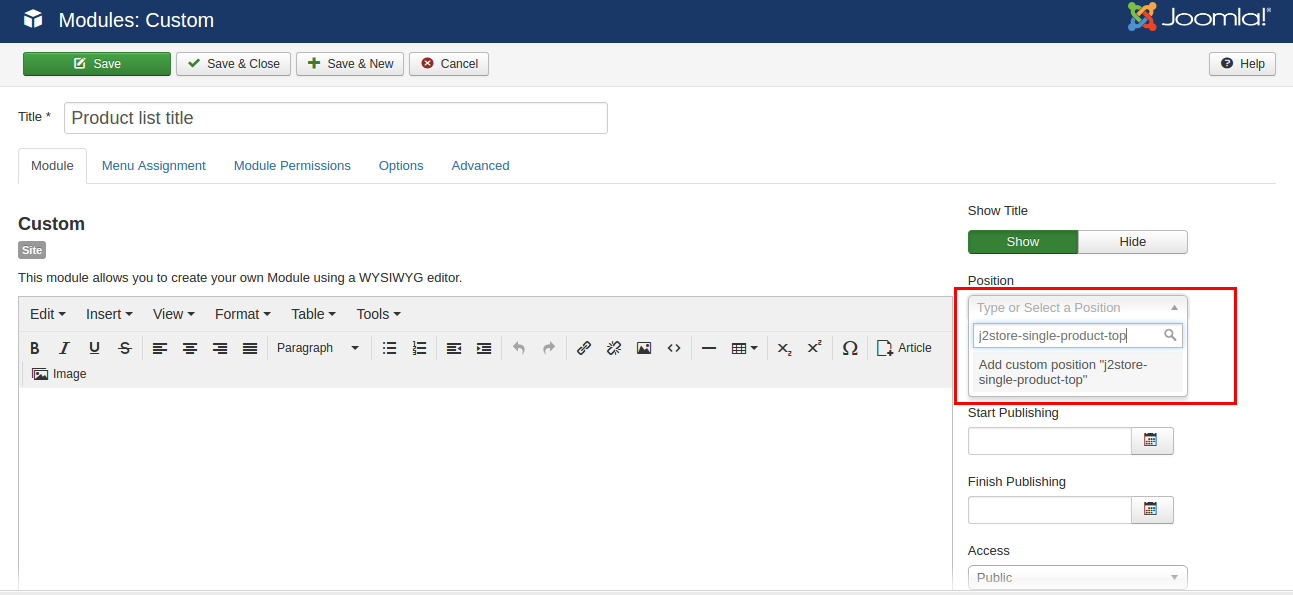 Modules: Custom
Joomla!®
Save
Save & Close
Save & New
Cancel
Help
Title *
Product list title
Module
Menu Assignment
Module Permissions
Options
Advanced
Custom
Site
This module allows you to create your own Module using a WYSIWYG editor.
Edit
Insert
View
Format
Table
Tools
B
I
U
S
Paragraph
Article
Image
Show Title
Show
Hide
Position
Type or Select a Position
j2store-single-product-top
Add custom position "j2store-
single-product-top"
Start Publishing
Finish Publishing
Access
Public